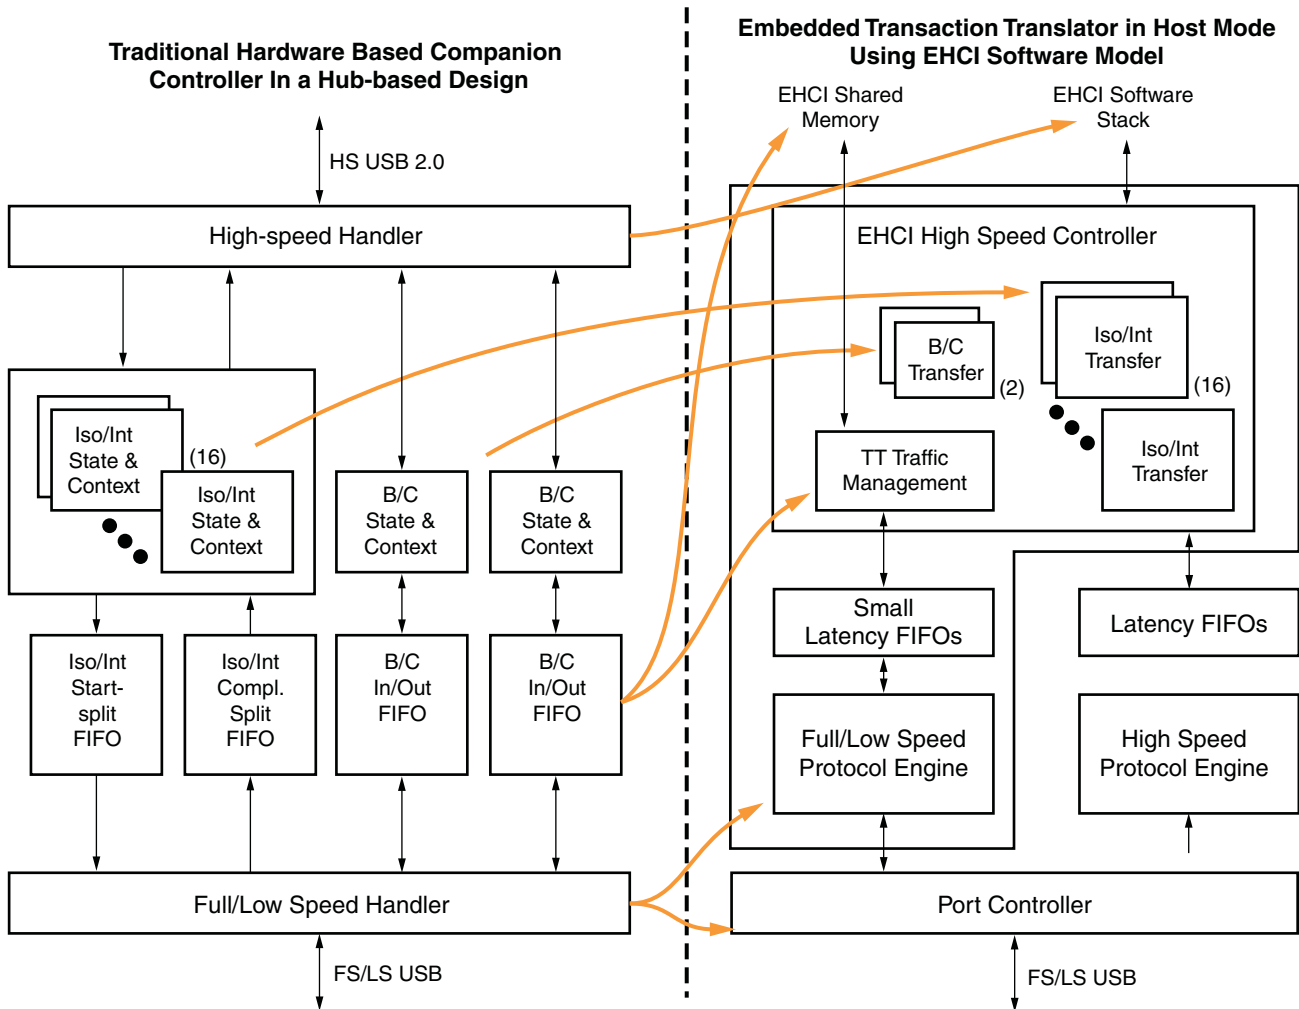 Traditional Hardware Based Companion
Controller In a Hub-based Design
HS USB 2.0
High-speed Handler
Iso/Int
State &
Context
(16)
Iso/Int
State &
Context
B/C
State &
Context
B/C
State &
Context
Iso/Int
Start-
split
FIFO
Iso/Int
Compl.
Split
FIFO
B/C
In/Out
FIFO
B/C
In/Out
FIFO
Full/Low Speed Handler
FS/LS USB
Embedded Transaction Translator in Host Mode
Using EHCI Software Model
EHCI Shared
Memory
EHCI Software
Stack
EHCI High Speed Controller
B/C
Transfer
(2)
Iso/Int
Transfer
(16)
Iso/Int
Transfer
TT Traffic
Management
Small
Latency FIFOs
Latency FIFOs
Full/Low Speed
Protocol Engine
High Speed
Protocol Engine
Port Controller
FS/LS USB